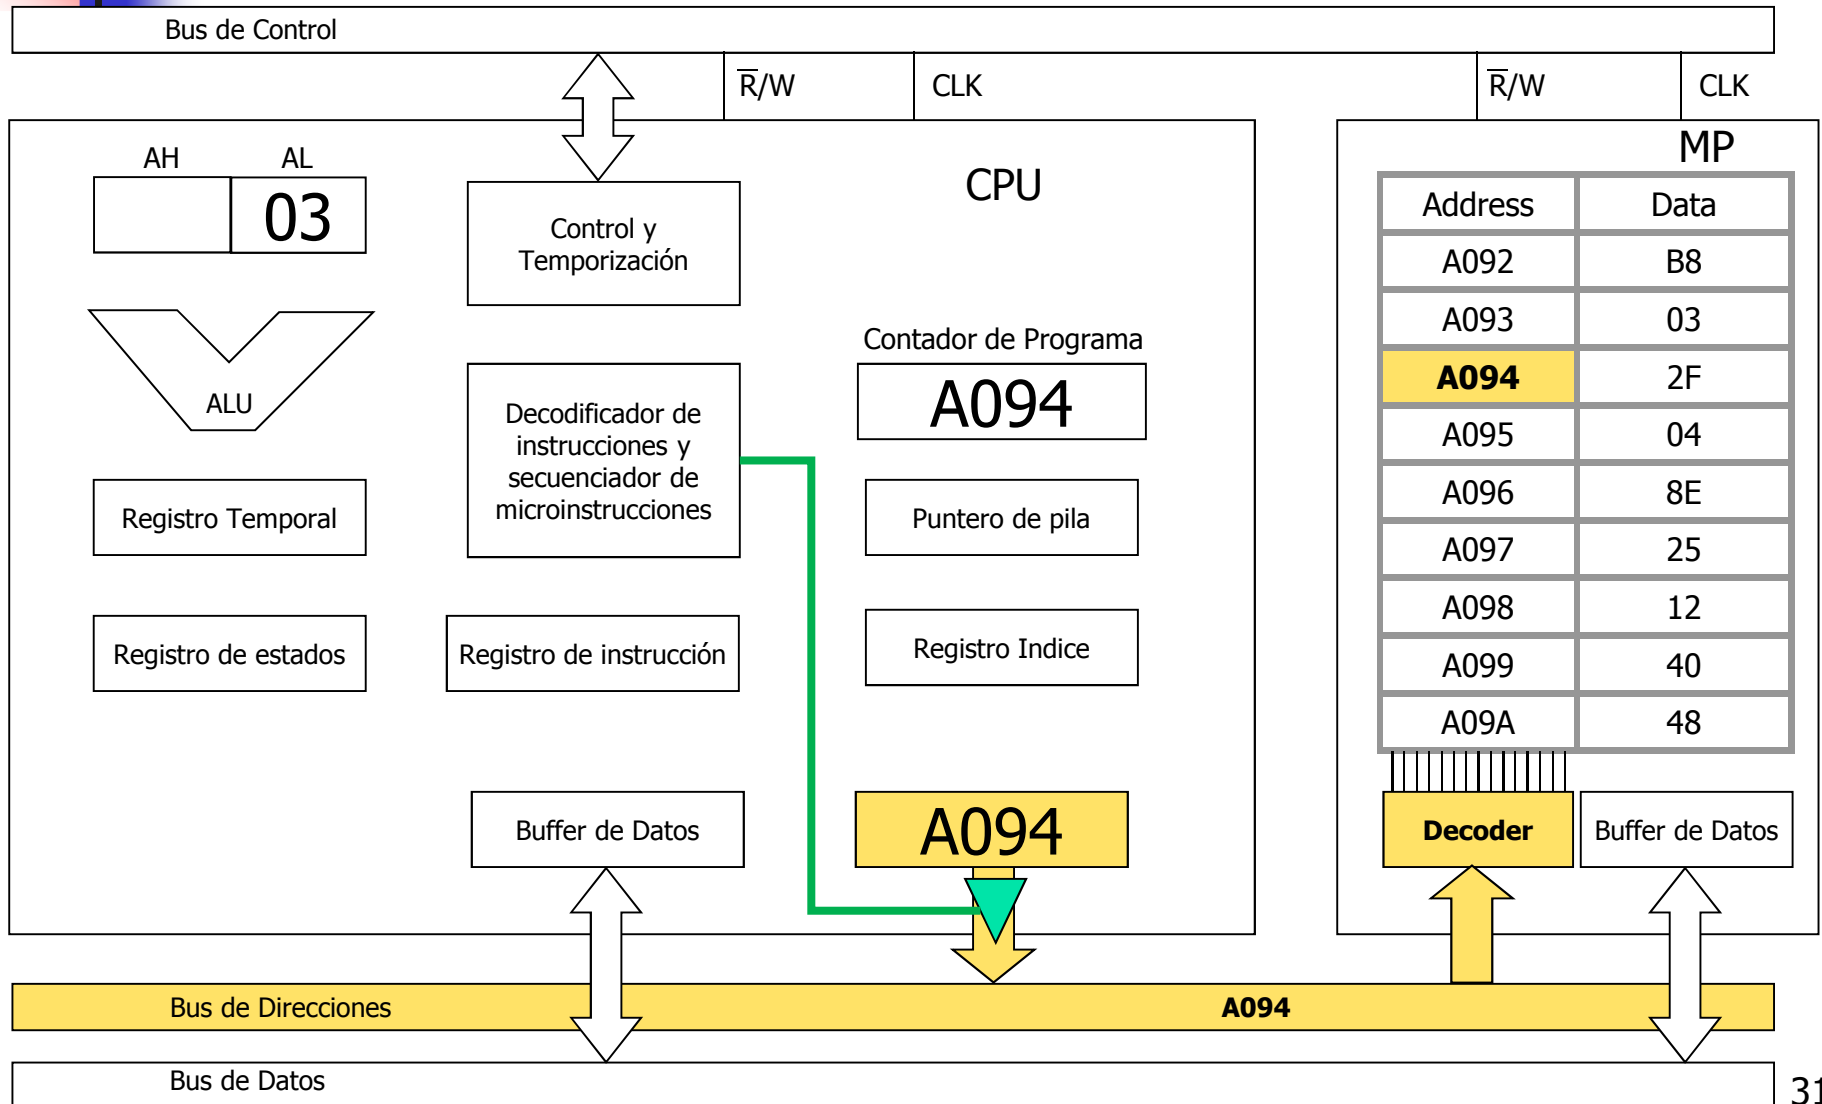 Bus de Control
R̅/W
CLK
R̅/W
CLK
AH
AL
03
Control y
Temporización
CPU
ALU
Decodificador de
instrucciones y
secuenciador de
microinstrucciones
Contador de Programa
A094
Registro Temporal
Puntero de pila
Registro de estados
Registro de instrucción
Registro Indice
Buffer de Datos
A094
MP
Address Data
A092 B8
A093 03
A094 2F
A095 04
A096 8E
A097 25
A098 12
A099 40
A09A 48
Decoder
Buffer de Datos
Bus de Direcciones
A094
Bus de Datos
31